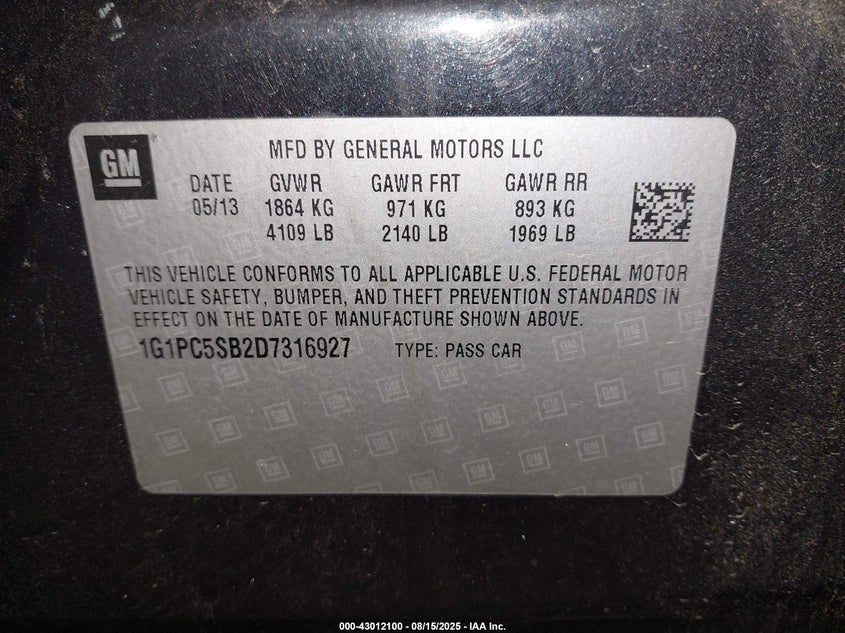 GM
®
MFD BY GENERAL MOTORS LLC
DATE GVWR GAWR FRT GAWR RR
05/13 1864 KG 971 KG 893 KG
4109 LB 2140 LB 1969 LB
THIS VEHICLE CONFORMS TO ALL APPLICABLE U.S. FEDERAL MOTOR
VEHICLE SAFETY, BUMPER, AND THEFT PREVENTION STANDARDS IN
EFFECT ON THE DATE OF MANUFACTURE SHOWN ABOVE.
1G1PC5SB2D7316927 TYPE: PASS CAR
000-43012100 - 08/15/2025 - IAA Inc.